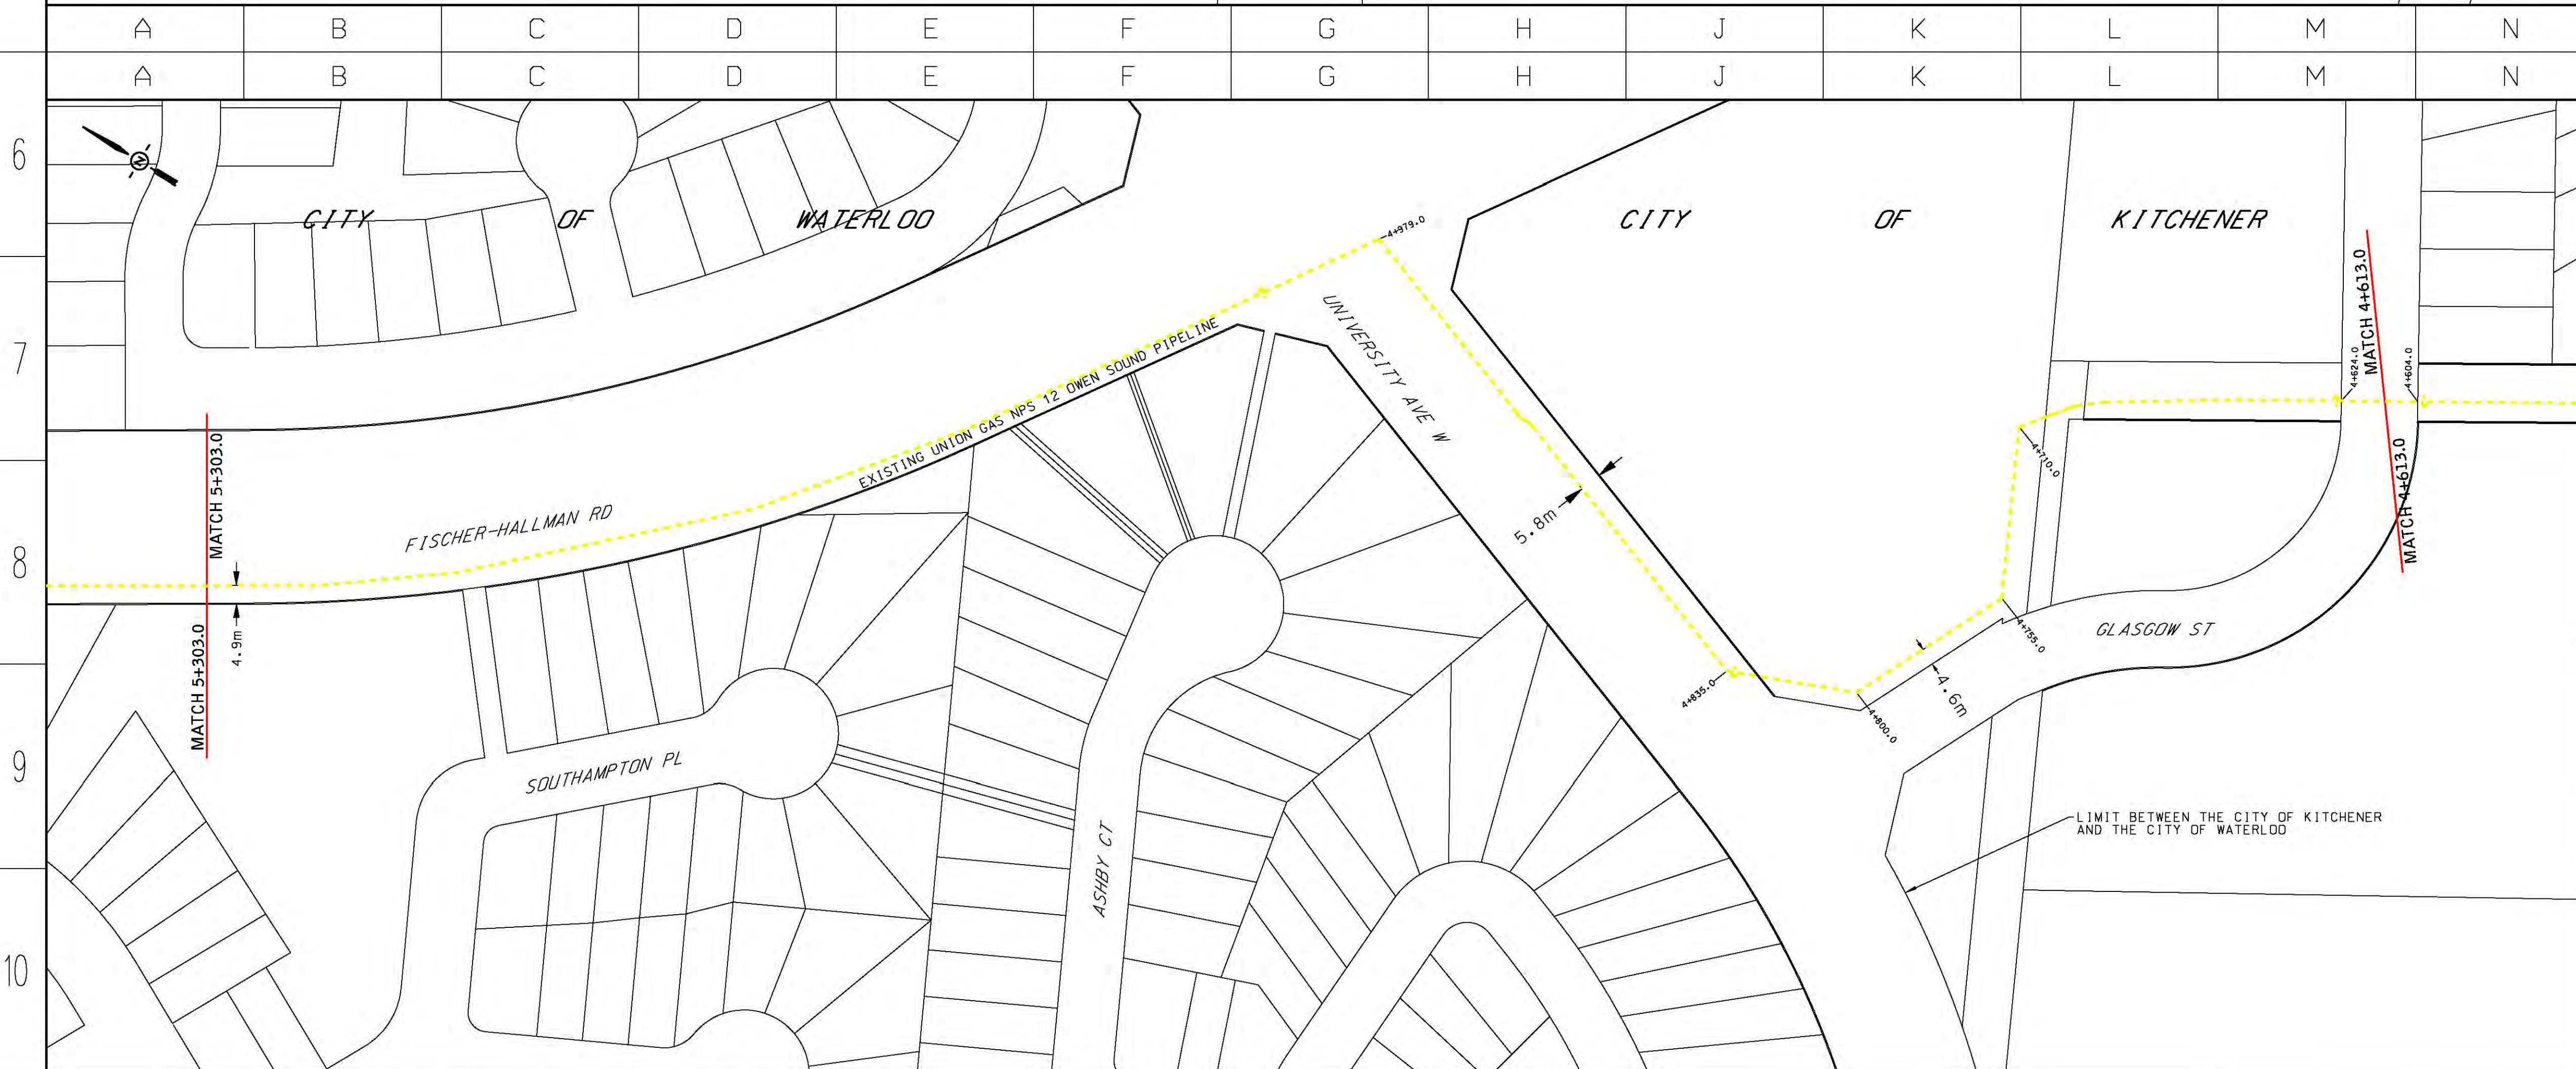 A B C D E F G H J K L M N
A B C D E F G H J K L M N
6
7
8
9
10
N
CITY OF WATERLOO
CITY OF KITCHENER
4+979.0
UNIVERSITY AVE W
EXISTING UNION GAS NPS 12 OWEN SOUND PIPELINE
FISCHER-HALLMAN RD
MATCH 5+303.0
MATCH 5+303.0
4.9m
5.8m
MATCH 4+613.0
MATCH 4+613.0
4+624.0
4+604.0
4+710.0
4+755.0
GLASGOW ST
4.6m
4+835.0
4+800.0
SOUTHAMPTON PL
ASHBY CT
LIMIT BETWEEN THE CITY OF KITCHENER
AND THE CITY OF WATERLOO